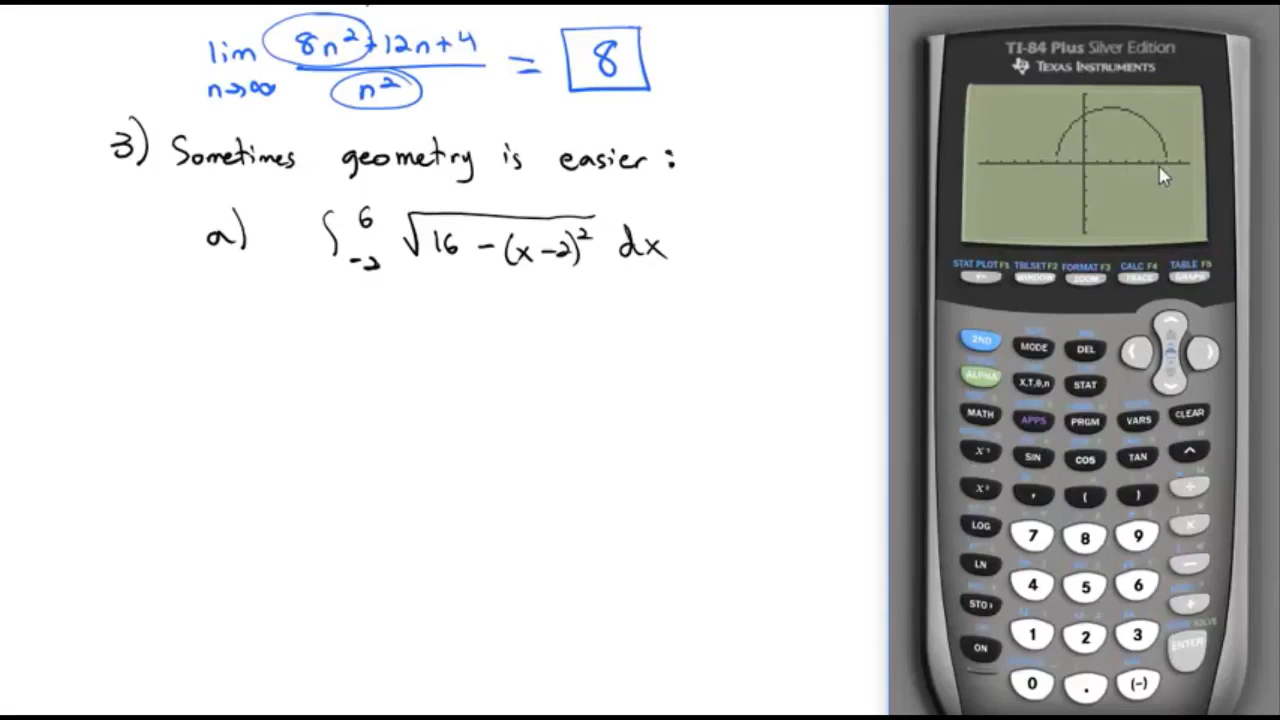 lim n→∞ (8n² + 12n + 4) / n² = 8
3) Sometimes geometry is easier :
a) ∫₋₂⁶ √(16 - (x - 2)²) dx
TI-84 Plus Silver Edition
TEXAS INSTRUMENTS
STAT PLOT F1 TBLSET F2 FORMAT F3 CALC F4 TABLE F5
Y= WINDOW ZOOM TRACE GRAPH
2ND MODE DEL
ALPHA X,T,θ,n STAT
MATH APPS PRGM VARS CLEAR
SIN COS TAN ^
x² , ( ) ÷
LOG 7 8 9 ×
LN 4 5 6 −
STO 1 2 3 +
ON 0 . (-) ENTER